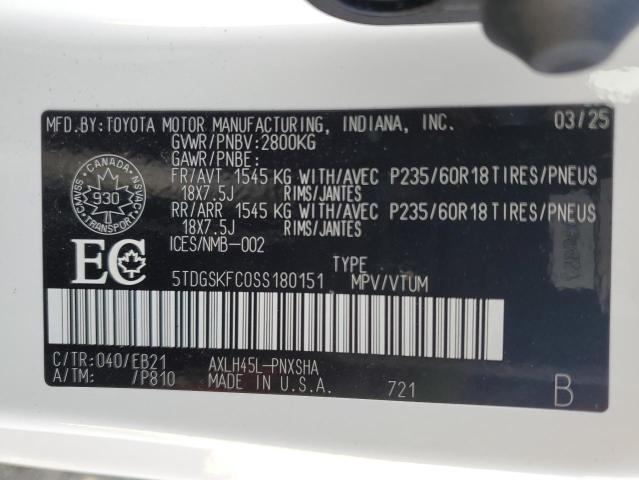 MFD.BY:TOYOTA MOTOR MANUFACTURING, INDIANA, INC. 03/25
GVWR/PNBV:2800KG
GAWR/PNBE:
FR/AVT 1545 KG WITH/AVEC P235/60R18 TIRES/PNEUS
18X7.5J RIMS/JANTES
RR/ARR 1545 KG WITH/AVEC P235/60R18 TIRES/PNEUS
18X7.5J RIMS/JANTES
ICES/NMB-002
CANADA
930
TRANSPORT
EC
TYPE
5TDGSKFC0SS180151 MPV/VTUM
C/TR:040/EB21 AXLH45L-PNXSHA
A/TM: /P810 MADE IN U.S.A. 721 B